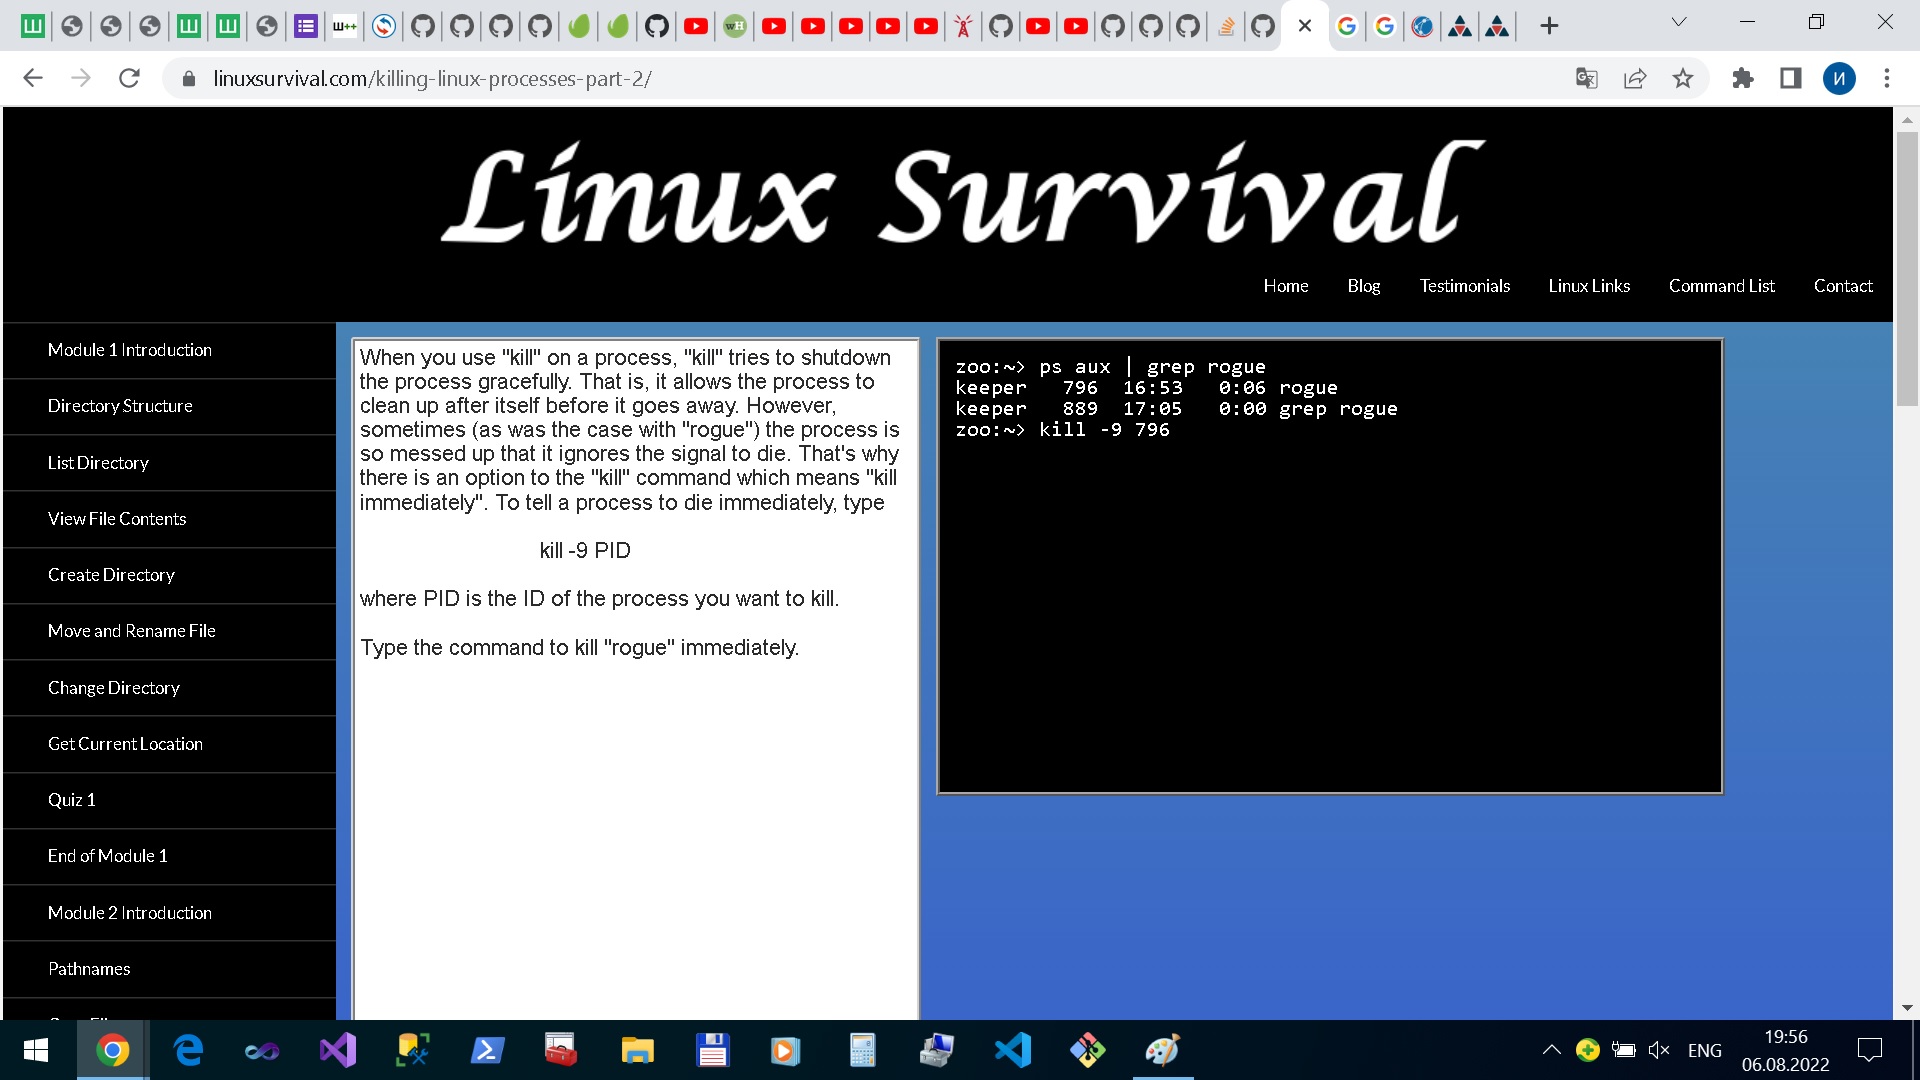 linuxsurvival.com/killing-linux-processes-part-2/
И
Linux Survival
Home Blog Testimonials Linux Links Command List Contact
Module 1 Introduction
Directory Structure
List Directory
View File Contents
Create Directory
Move and Rename File
Change Directory
Get Current Location
Quiz 1
End of Module 1
Module 2 Introduction
Pathnames
When you use "kill" on a process, "kill" tries to shutdown
the process gracefully. That is, it allows the process to
clean up after itself before it goes away. However,
sometimes (as was the case with "rogue") the process is
so messed up that it ignores the signal to die. That's why
there is an option to the "kill" command which means "kill
immediately". To tell a process to die immediately, type
kill -9 PID
where PID is the ID of the process you want to kill.
Type the command to kill "rogue" immediately.
zoo:~> ps aux | grep rogue
keeper 796 16:53 0:06 rogue
keeper 889 17:05 0:00 grep rogue
zoo:~> kill -9 796
ENG
19:56
06.08.2022